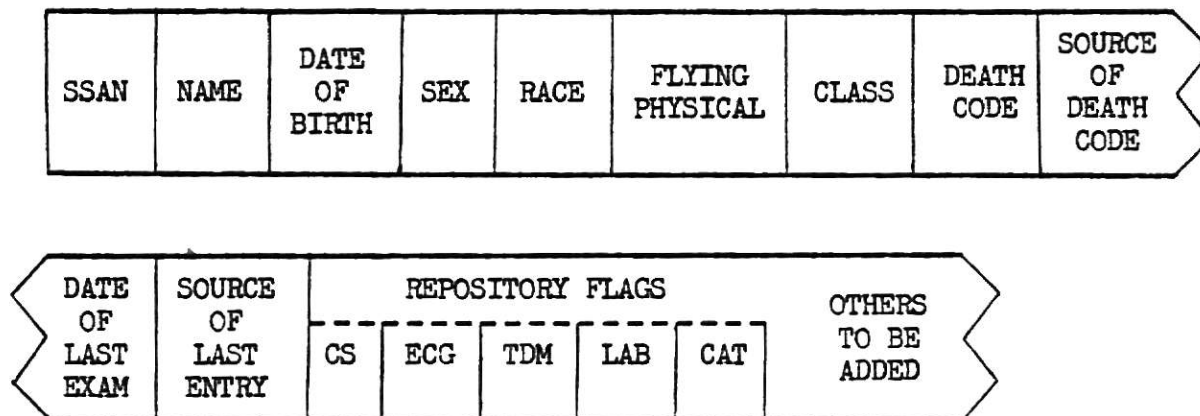 SSAN
NAME
DATE
OF
BIRTH
SEX
RACE
FLYING
PHYSICAL
CLASS
DEATH
CODE
SOURCE
OF
DEATH
CODE
DATE
OF
LAST
EXAM
SOURCE
OF
LAST
ENTRY
REPOSITORY FLAGS
CS
ECG
TDM
LAB
CAT
OTHERS
TO BE
ADDED